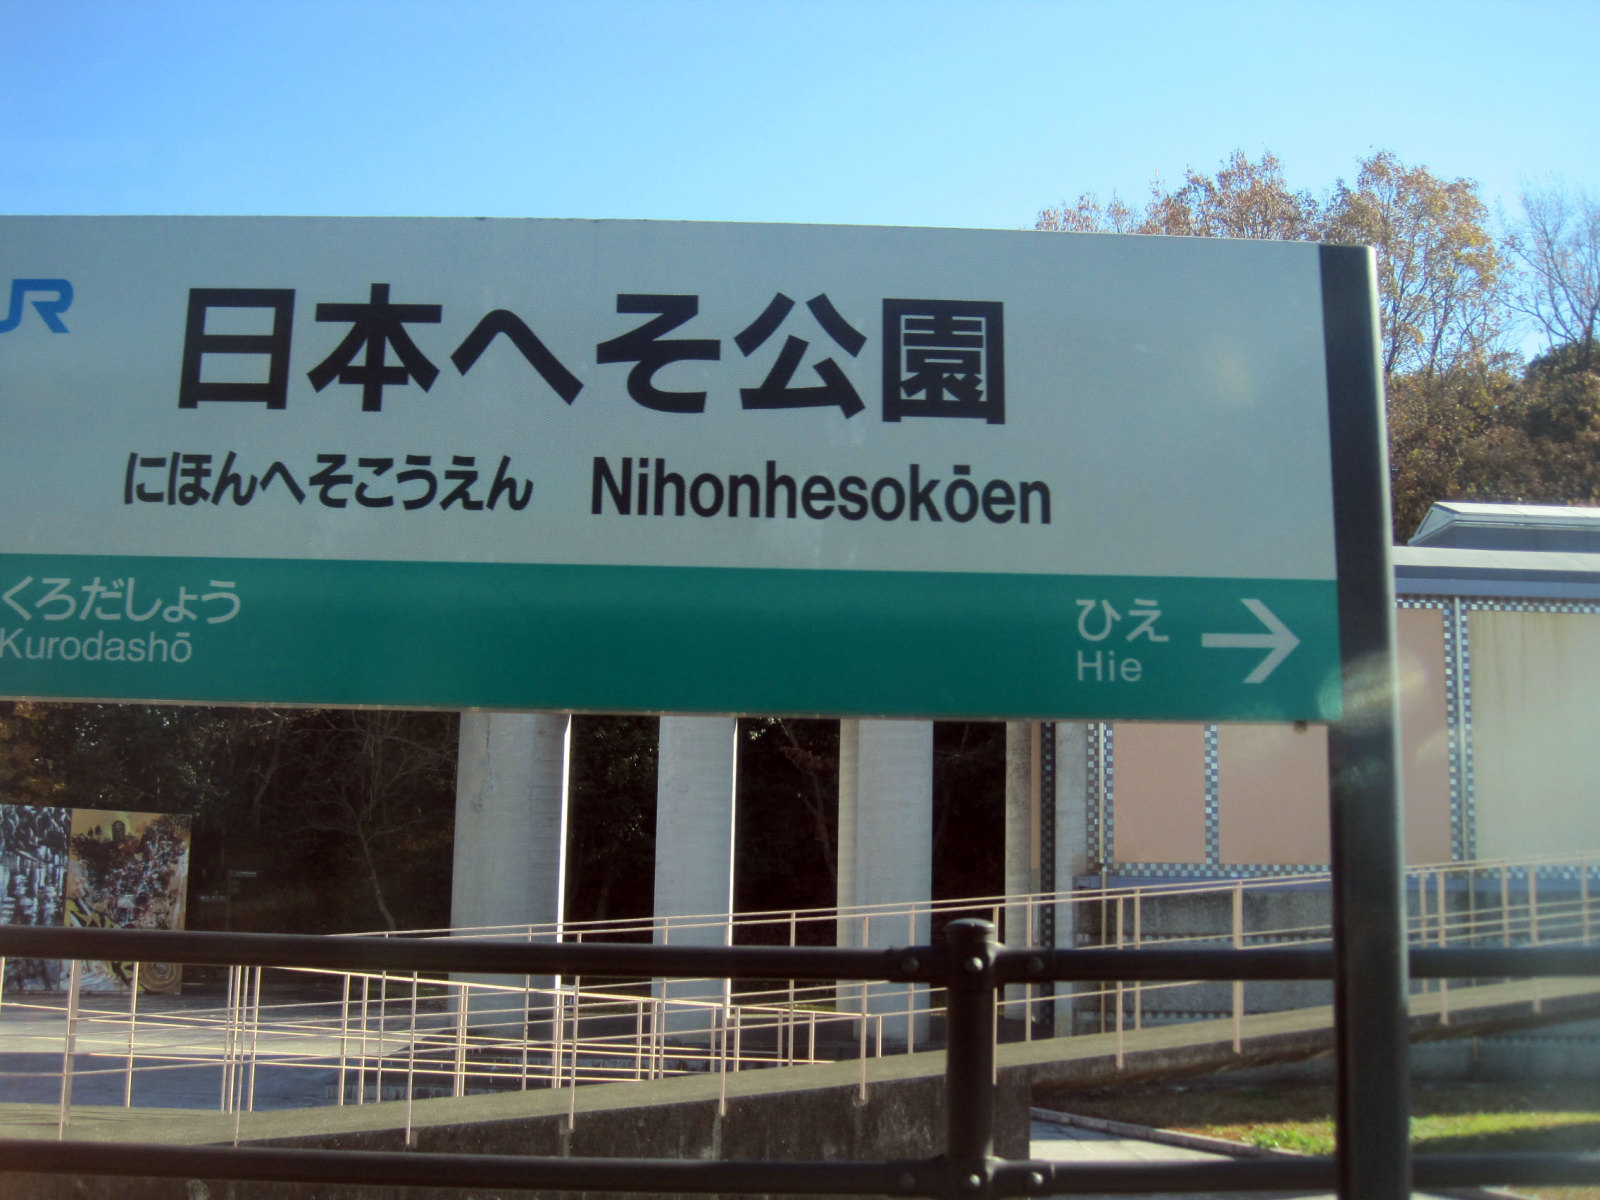 JR
日本へそ公園
にほんへそこうえん Nihonhesokōen
くろだしょう
Kurodashō
ひえ →
Hie